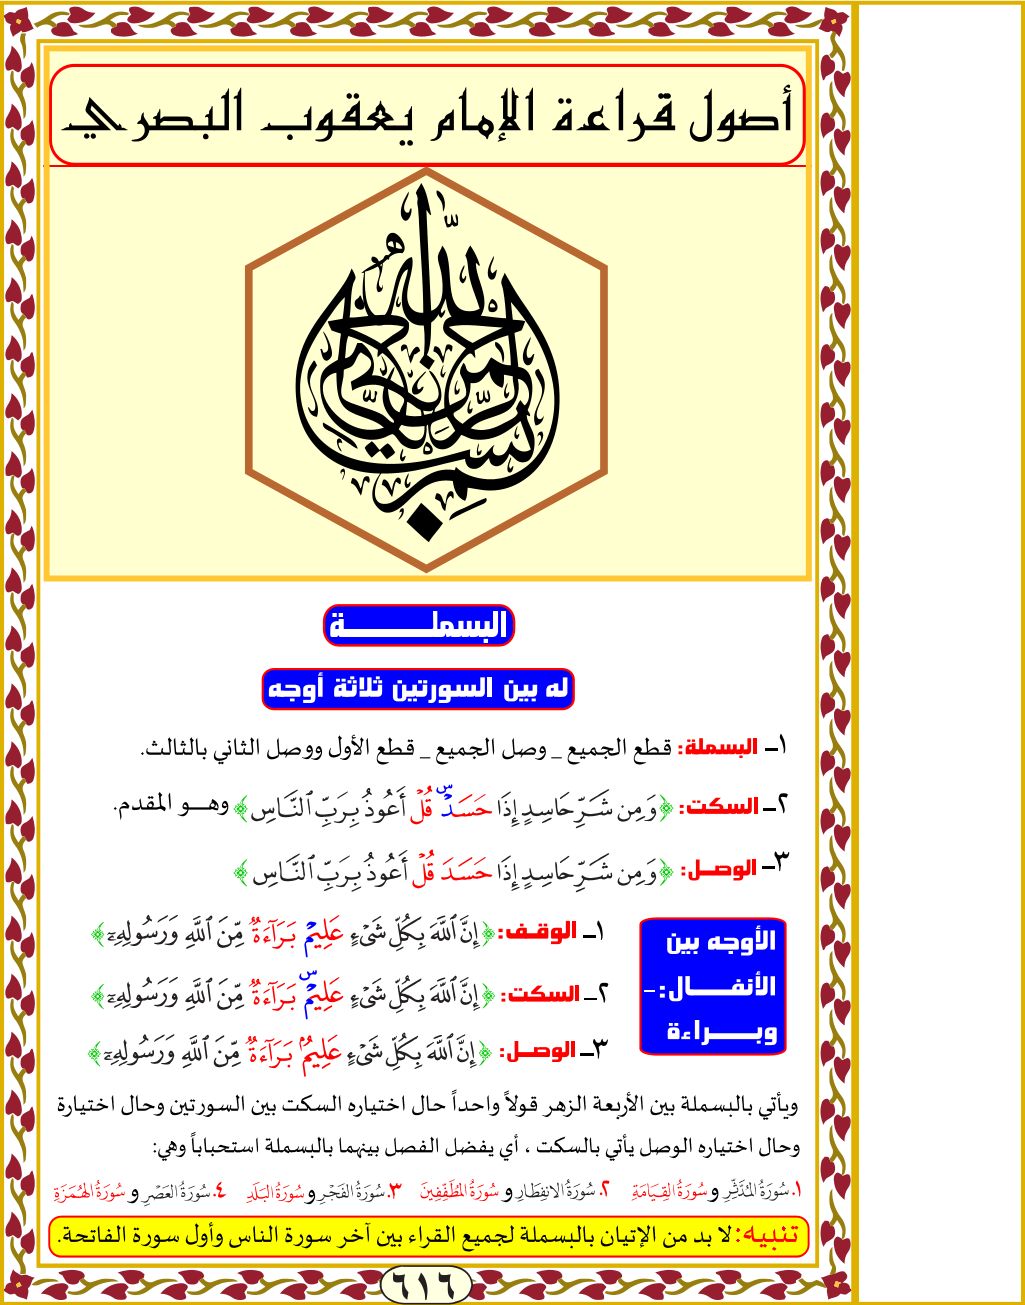 أصول قراءة الإمام يعقوب البصري
بسم الله الرحمن الرحيم
البسملـــــــة
له بين السورتين ثلاثة أوجه
١- البسملة: قطع الجميع _ وصل الجميع _ قطع الأول ووصل الثاني بالثالث.
٢- السكت: ﴿وَمِن شَرِّ حَاسِدٍ إِذَا حَسَدَْس قُلْ أَعُوذُ بِرَبِّ ٱلنَّاسِ﴾ وهـــو المقدم.
٣- الوصـل: ﴿وَمِن شَرِّ حَاسِدٍ إِذَا حَسَدَ قُلْ أَعُوذُ بِرَبِّ ٱلنَّاسِ﴾
الأوجه بين
الأنفـــــال: -
وبـــراءة
١- الوقـف: ﴿إِنَّ ٱللَّهَ بِكُلِّ شَىْءٍ عَلِيمْ بَرَآءَةٌ مِّنَ ٱللَّهِ وَرَسُولِهِۦٓ﴾
٢- السكت: ﴿إِنَّ ٱللَّهَ بِكُلِّ شَىْءٍ عَلِيمْس بَرَآءَةٌ مِّنَ ٱللَّهِ وَرَسُولِهِۦٓ﴾
٣- الوصـل: ﴿إِنَّ ٱللَّهَ بِكُلِّ شَىْءٍ عَلِيمُۢ بَرَآءَةٌ مِّنَ ٱللَّهِ وَرَسُولِهِۦٓ﴾
ويأتي بالبسملة بين الأربعة الزهر قولاً واحداً حال اختياره السكت بين السورتين وحال اختيارة
وحال اختياره الوصل يأتي بالسكت ، أي يفضل الفصل بينهما بالبسملة استحباباً وهي:
١. سُورَةُ المُدَّثِّرِ و سُورَةُ القِيَامَةِ ٢. سُورَةُ الانفِطَارِ و سُورَةُ المُطَفِّفِينَ ٣. سُورَةُ الفَجْرِ و سُورَةُ البَلَدِ ٤. سُورَةُ العَصْرِ و سُورَةُ الهُمَزَةِ
تنبيه: لا بد من الإتيان بالبسملة لجميع القراء بين آخر سورة الناس وأول سورة الفاتحة.
٦١٦